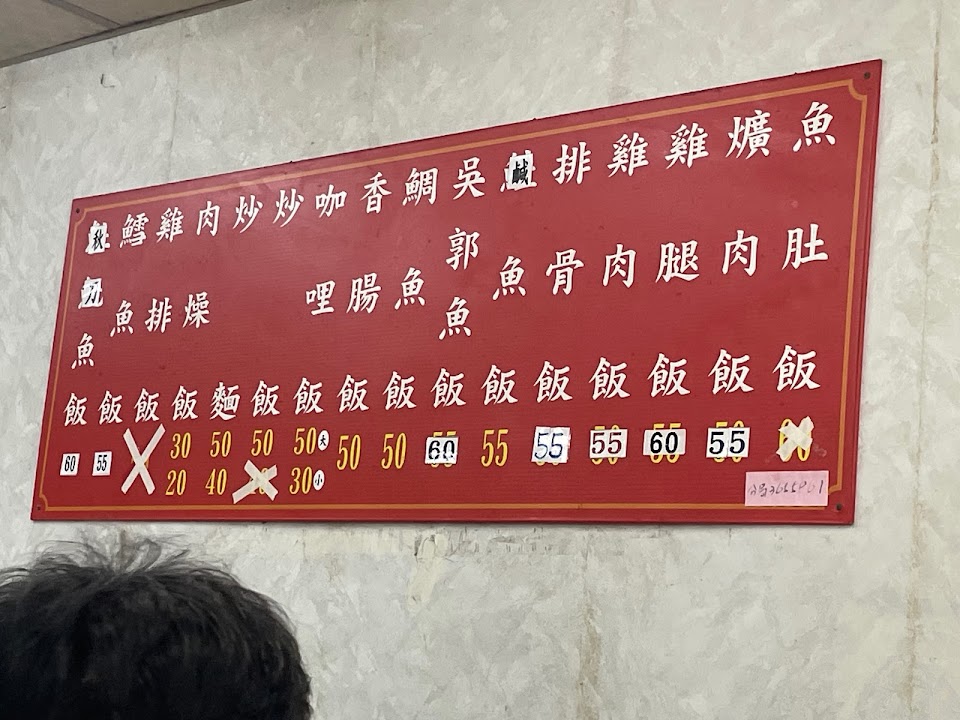 魚肚飯
爌肉飯 55
雞腿飯 60
雞肉飯 55
排骨飯 55
鹹魚飯 55
吳郭魚飯 60
鯛魚飯 50
香腸飯 50
咖哩飯 50大 30小
炒飯 50
炒麵 50 40
肉燥飯 30 20
雞排飯
鱈魚飯 55
秋刀魚飯 60